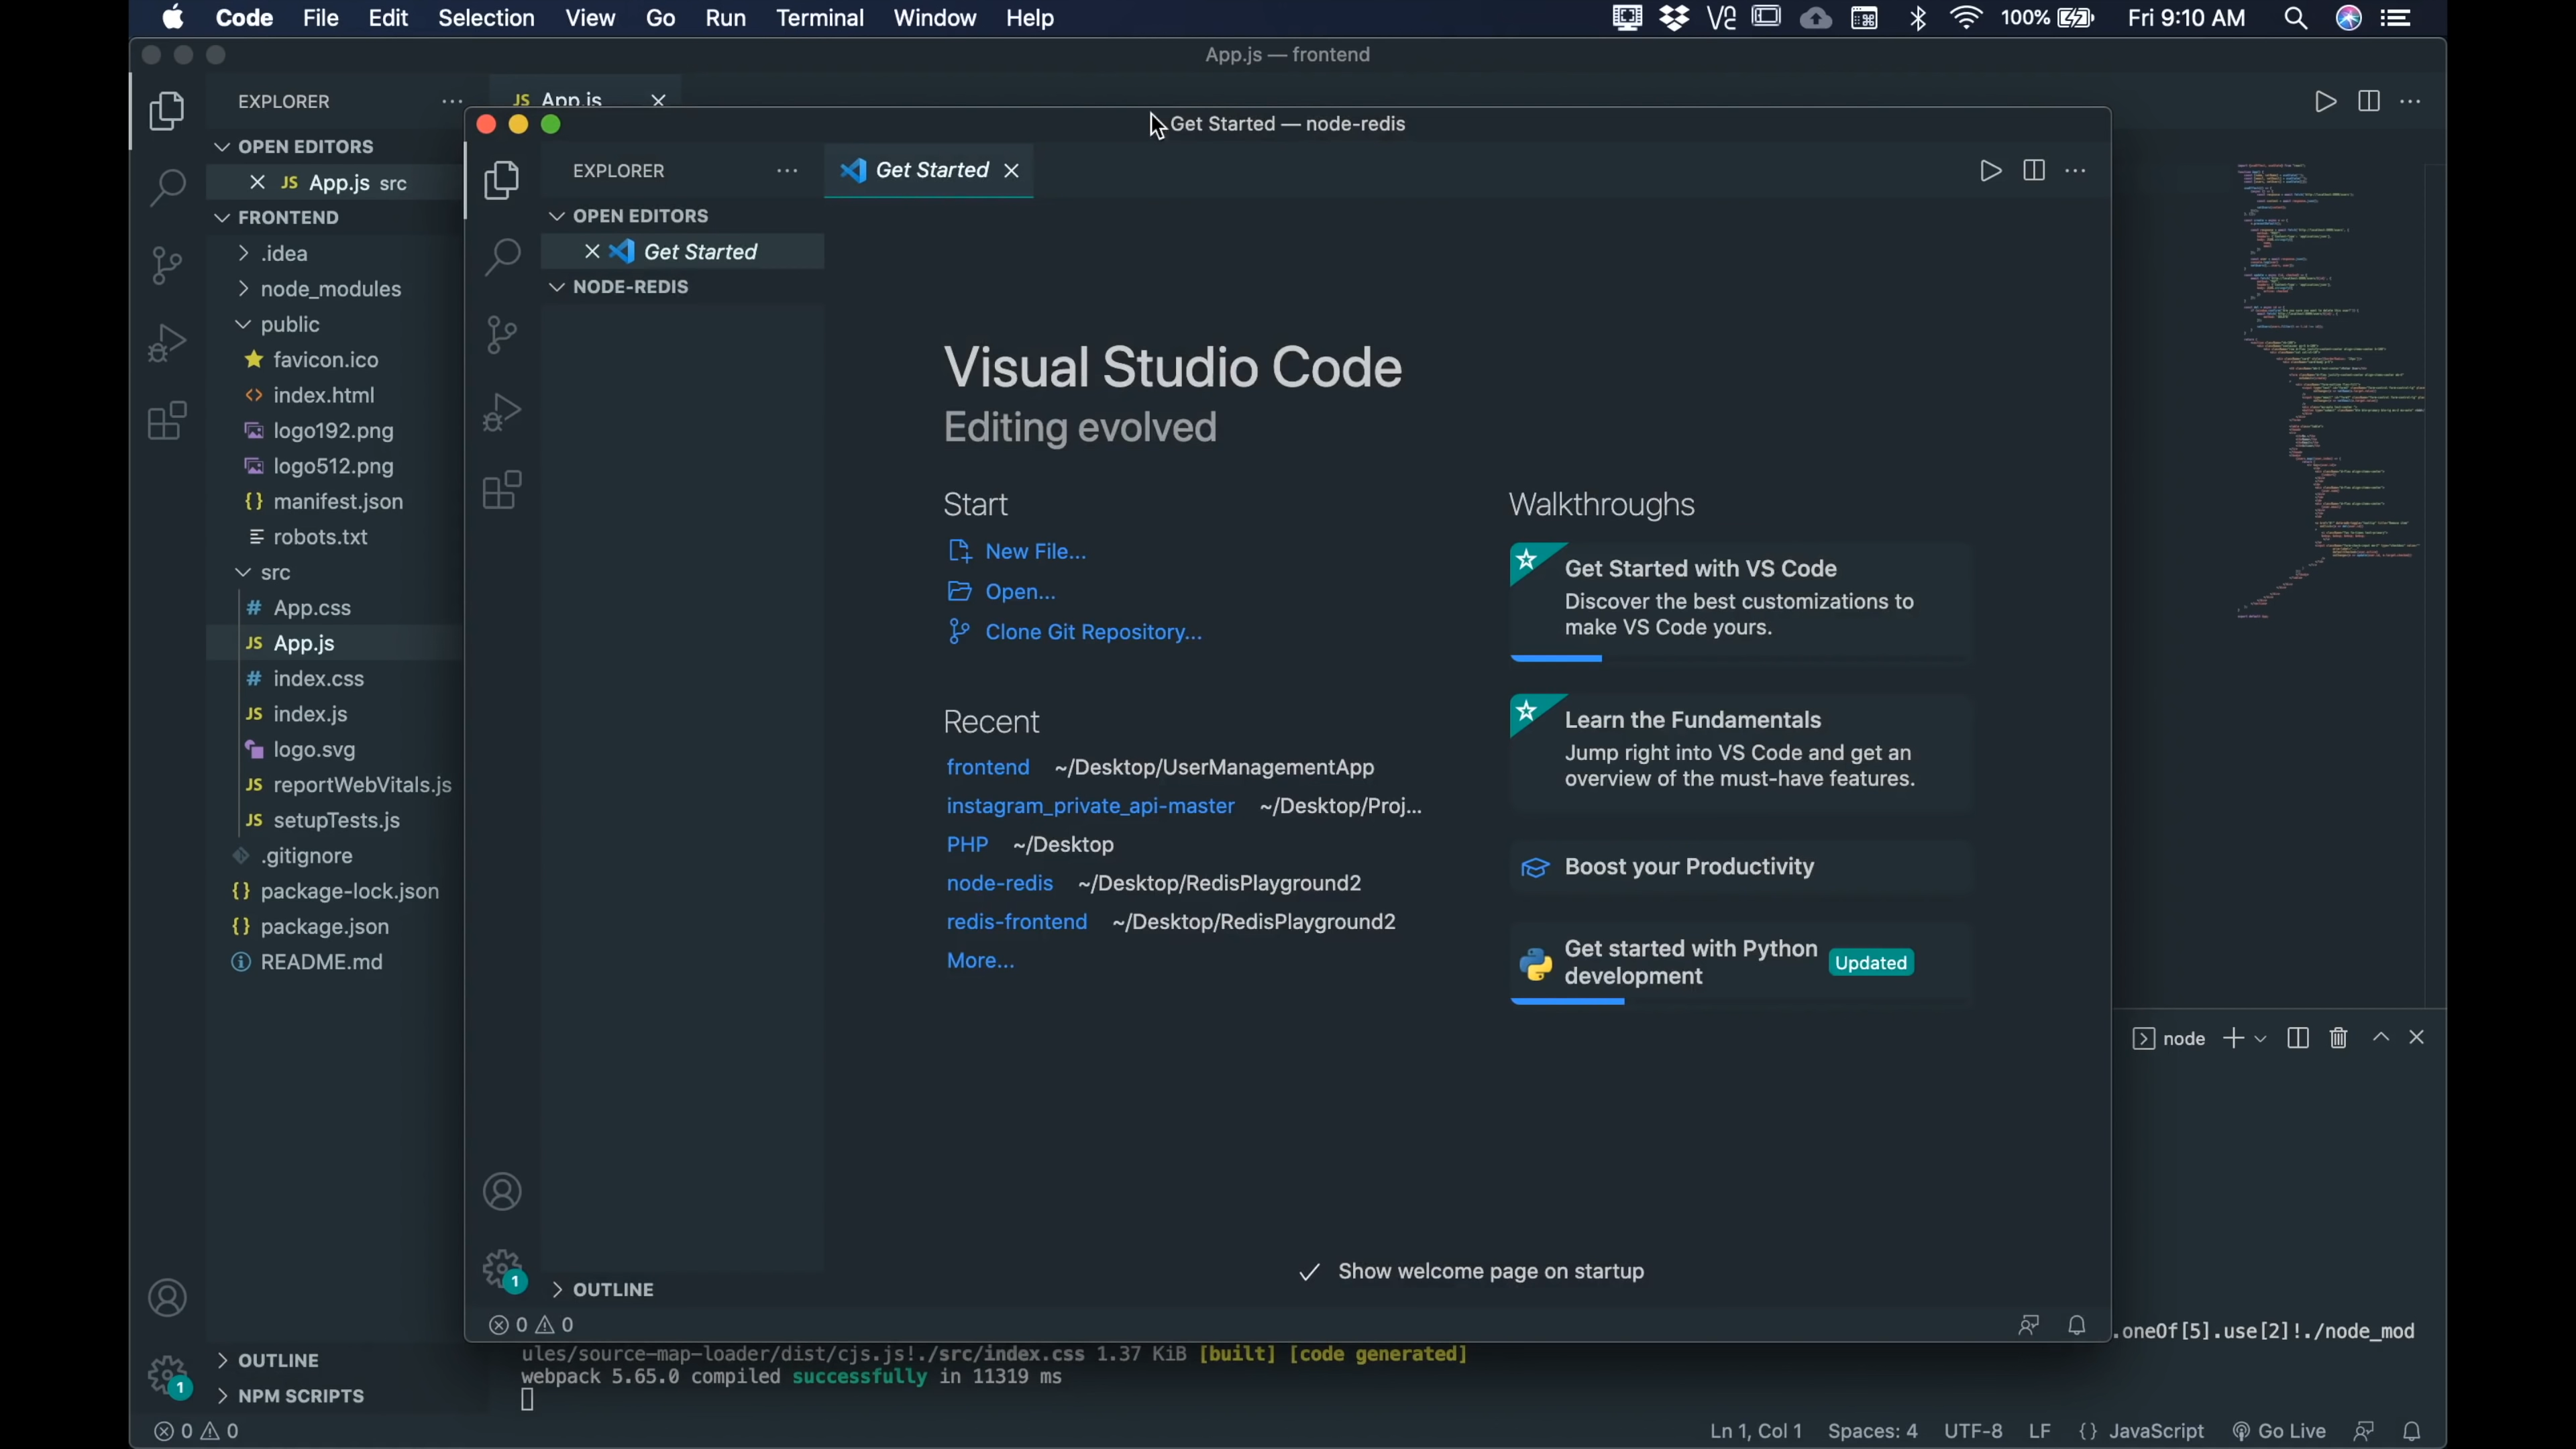 Code File Edit Selection View Go Run Terminal Window Help
100% Fri 9:10 AM
App.js — frontend
EXPLORER
JS App.js
OPEN EDITORS
JS App.js src
FRONTEND
.idea
node_modules
public
favicon.ico
index.html
logo192.png
logo512.png
manifest.json
robots.txt
src
# App.css
JS App.js
# index.css
JS index.js
logo.svg
JS reportWebVitals.js
JS setupTests.js
.gitignore
{} package-lock.json
{} package.json
README.md
OUTLINE
NPM SCRIPTS
1
0 0
Get Started — node-redis
EXPLORER
Get Started
OPEN EDITORS
Get Started
NODE-REDIS
Visual Studio Code
Editing evolved
Start
New File...
Open...
Clone Git Repository...
Recent
frontend ~/Desktop/UserManagementApp
instagram_private_api-master ~/Desktop/Proj...
PHP ~/Desktop
node-redis ~/Desktop/RedisPlayground2
redis-frontend ~/Desktop/RedisPlayground2
More...
Walkthroughs
Get Started with VS Code
Discover the best customizations to
make VS Code yours.
Learn the Fundamentals
Jump right into VS Code and get an
overview of the must-have features.
Boost your Productivity
Get started with Python
development
Updated
Show welcome page on startup
1
OUTLINE
0 0
node
.oneOf[5].use[2]!./node_mod
ules/source-map-loader/dist/cjs.js!./src/index.css 1.37 KiB [built] [code generated]
webpack 5.65.0 compiled successfully in 11319 ms
Ln 1, Col 1 Spaces: 4 UTF-8 LF {} JavaScript Go Live